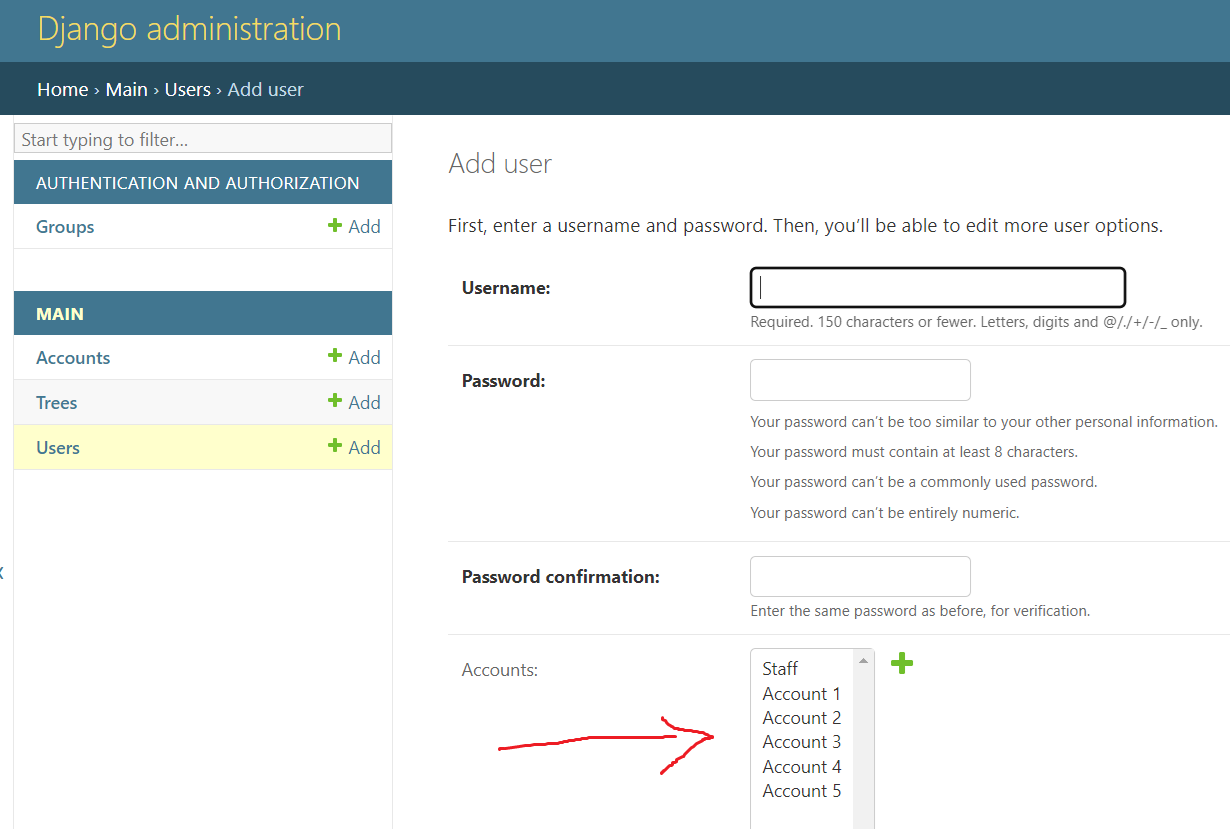 Django administration
Home › Main › Users › Add user
Start typing to filter...
AUTHENTICATION AND AUTHORIZATION
Groups
Add
MAIN
Accounts
Add
Trees
Add
Users
Add
Add user
First, enter a username and password. Then, you’ll be able to edit more user options.
Username:
Required. 150 characters or fewer. Letters, digits and @/./+/-/_ only.
Password:
Your password can’t be too similar to your other personal information.
Your password must contain at least 8 characters.
Your password can’t be a commonly used password.
Your password can’t be entirely numeric.
Password confirmation:
Enter the same password as before, for verification.
Accounts:
Staff
Account 1
Account 2
Account 3
Account 4
Account 5